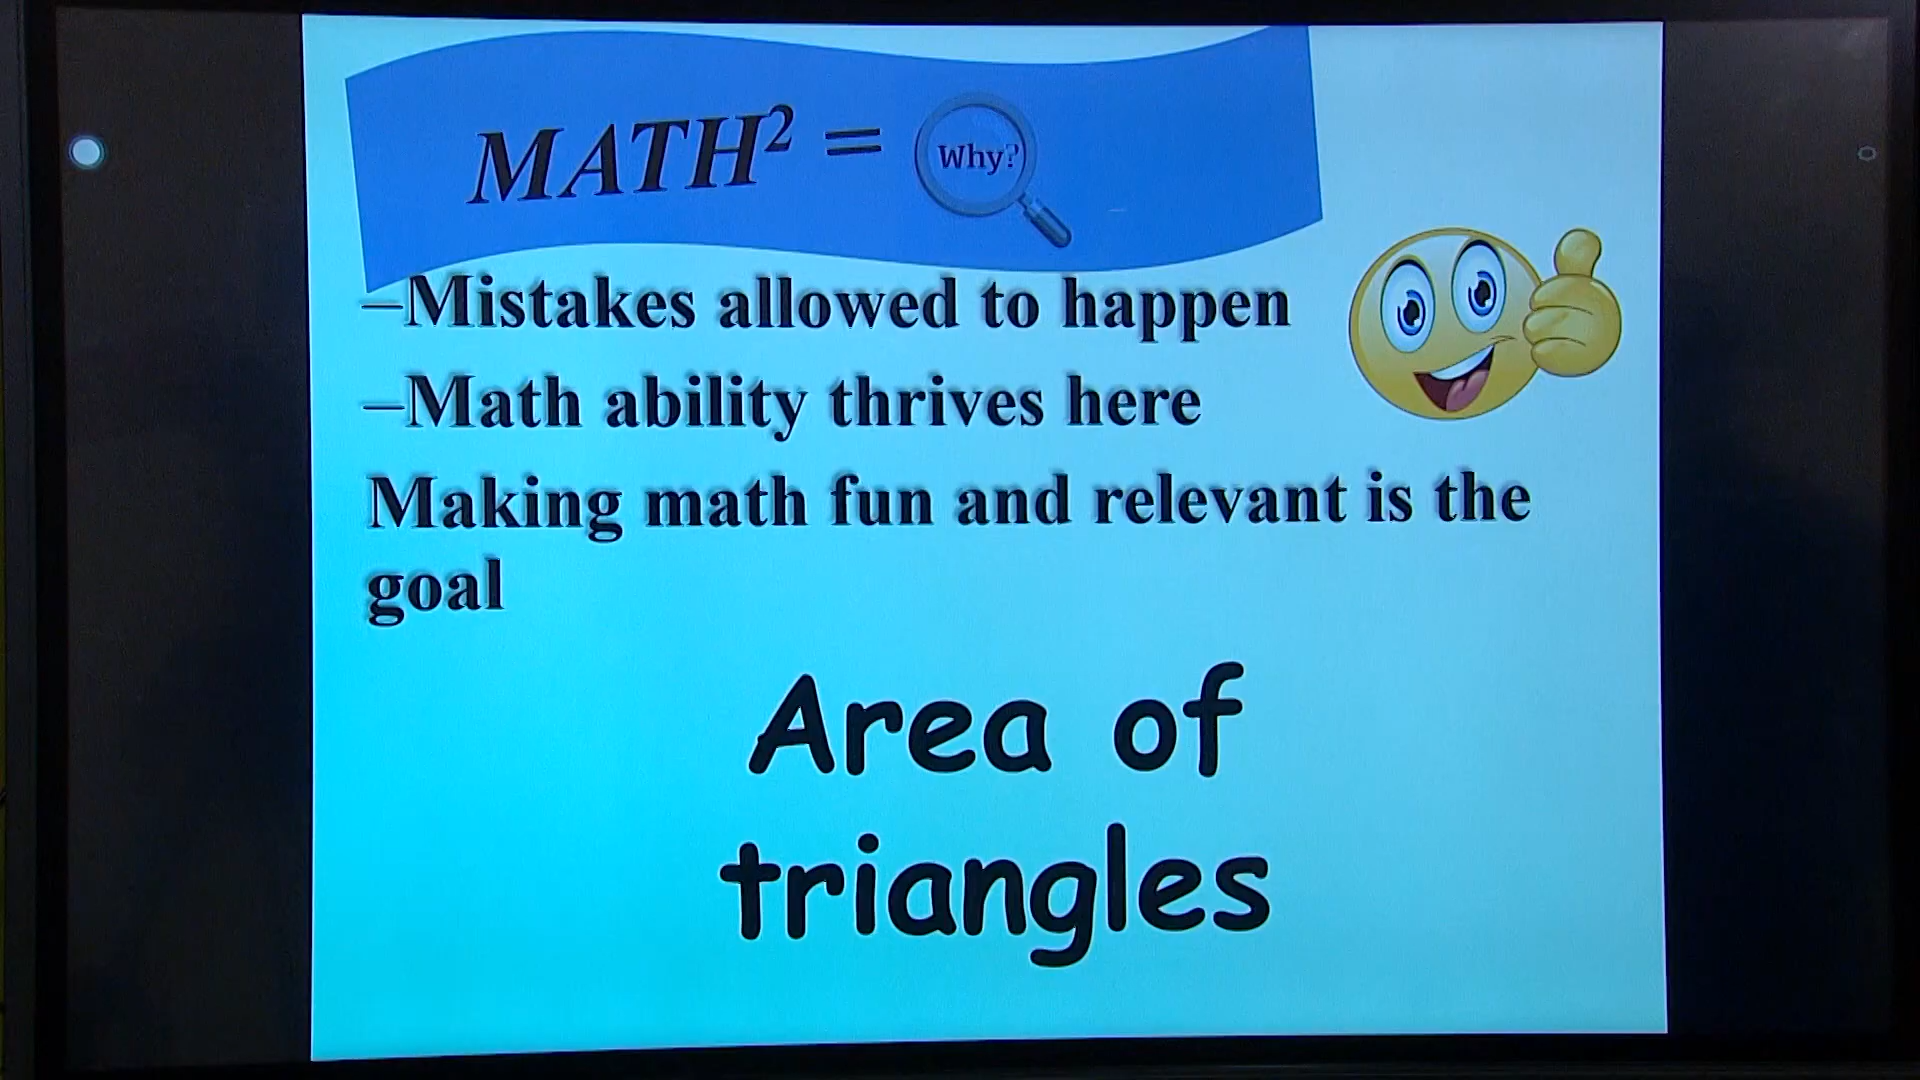 MATH² = Why?
–Mistakes allowed to happen
–Math ability thrives here
Making math fun and relevant is the
goal
Area of
triangles